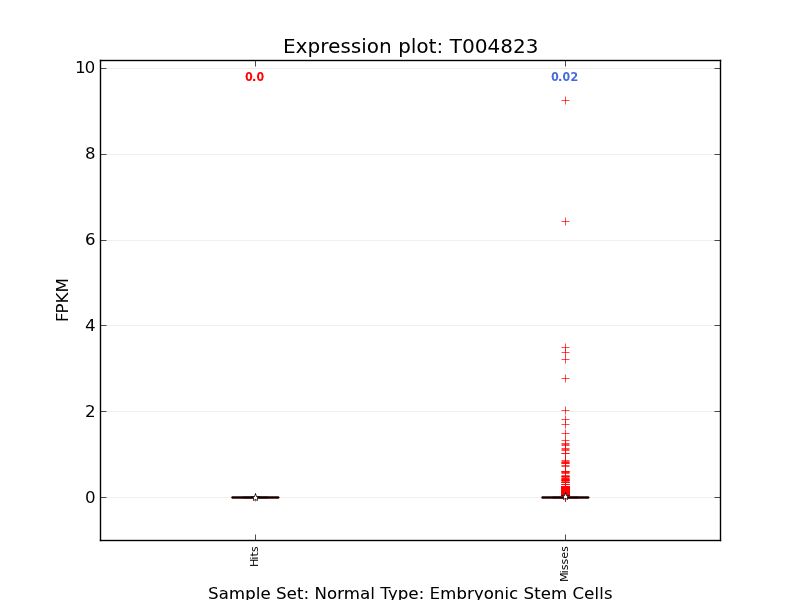 Expression plot: T004823
10
0.0
0.02
8
6
4
2
0
FPKM
Hits
Misses
Sample Set: Normal Type: Embryonic Stem Cells